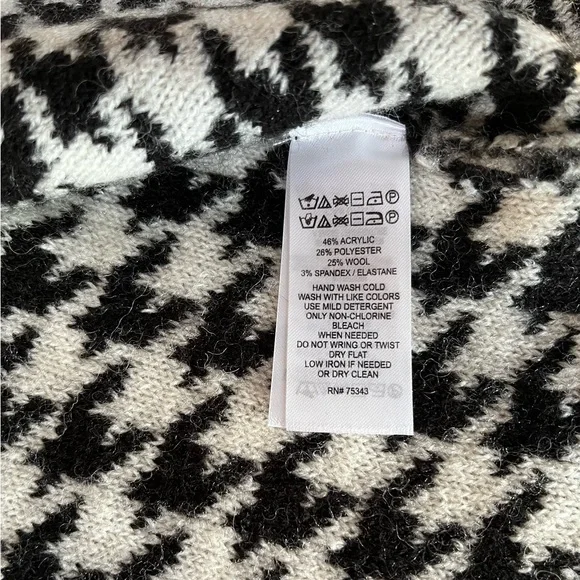 46% ACRYLIC
26% POLYESTER
25% WOOL
3% SPANDEX / ELASTANE
HAND WASH COLD
WASH WITH LIKE COLORS
USE MILD DETERGENT
ONLY NON-CHLORINE
BLEACH
WHEN NEEDED
DO NOT WRING OR TWIST
DRY FLAT
LOW IRON IF NEEDED
OR DRY CLEAN
RN# 75343